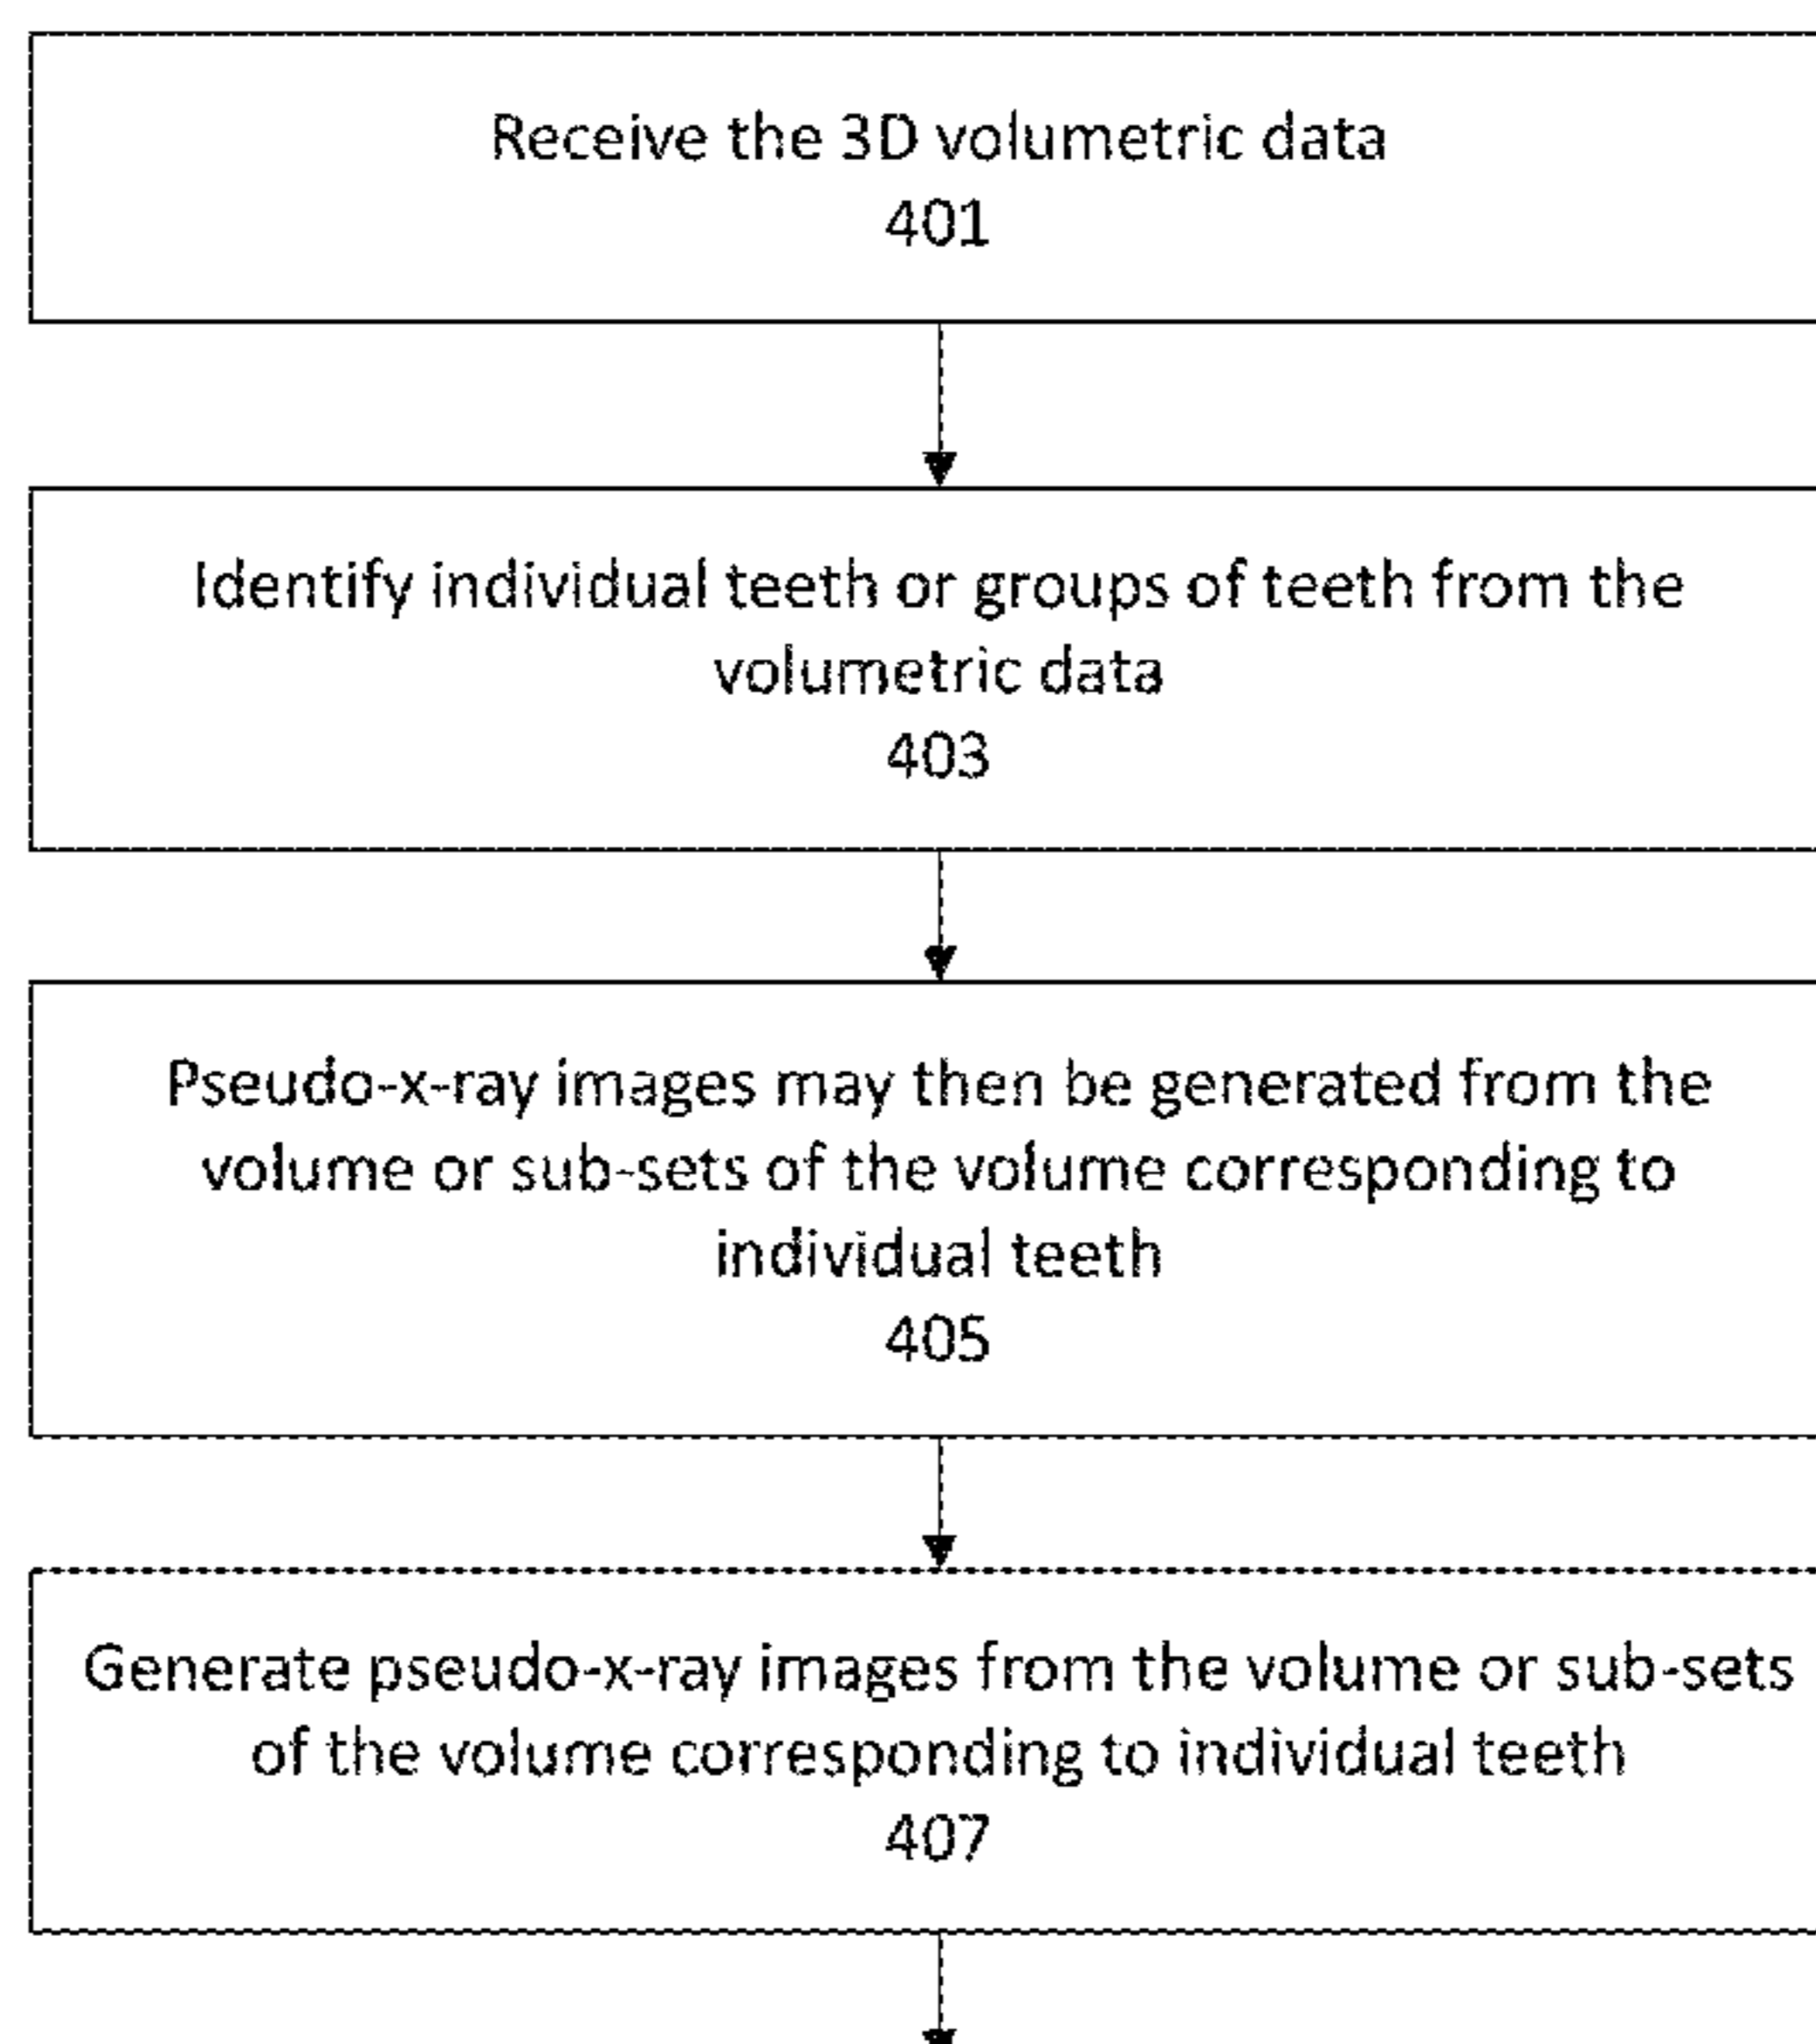 Receive the 3D volumetric data
401
Identify individual teeth or groups of teeth from the
volumetric data
403
Pseudo-x-ray images may then be generated from the
volume or sub-sets of the volume corresponding to
individual teeth
405
Generate pseudo-x-ray images from the volume or sub-sets
of the volume corresponding to individual teeth
407